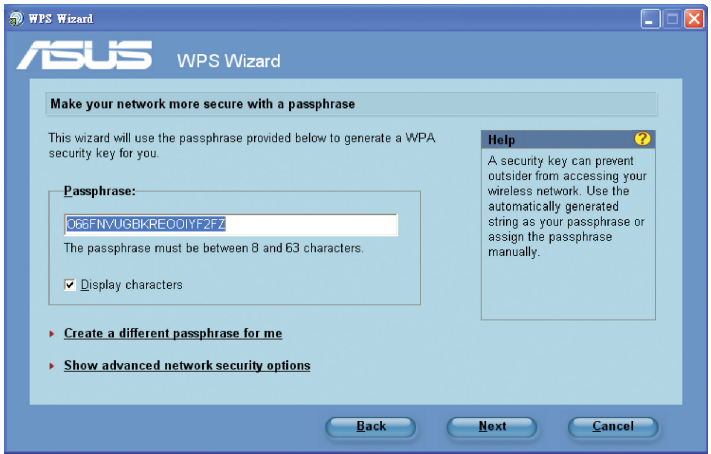 WPS Wizard
ASUS WPS Wizard
Make your network more secure with a passphrase
This wizard will use the passphrase provided below to generate a WPA
security key for you.
Passphrase:
O66FNVUGBKREOOIYF2FZ
The passphrase must be between 8 and 63 characters.
Display characters
Create a different passphrase for me
Show advanced network security options
Help
?
A security key can prevent
outsider from accessing your
wireless network. Use the
automatically generated
string as your passphrase or
assign the passphrase
manually.
Back
Next
Cancel